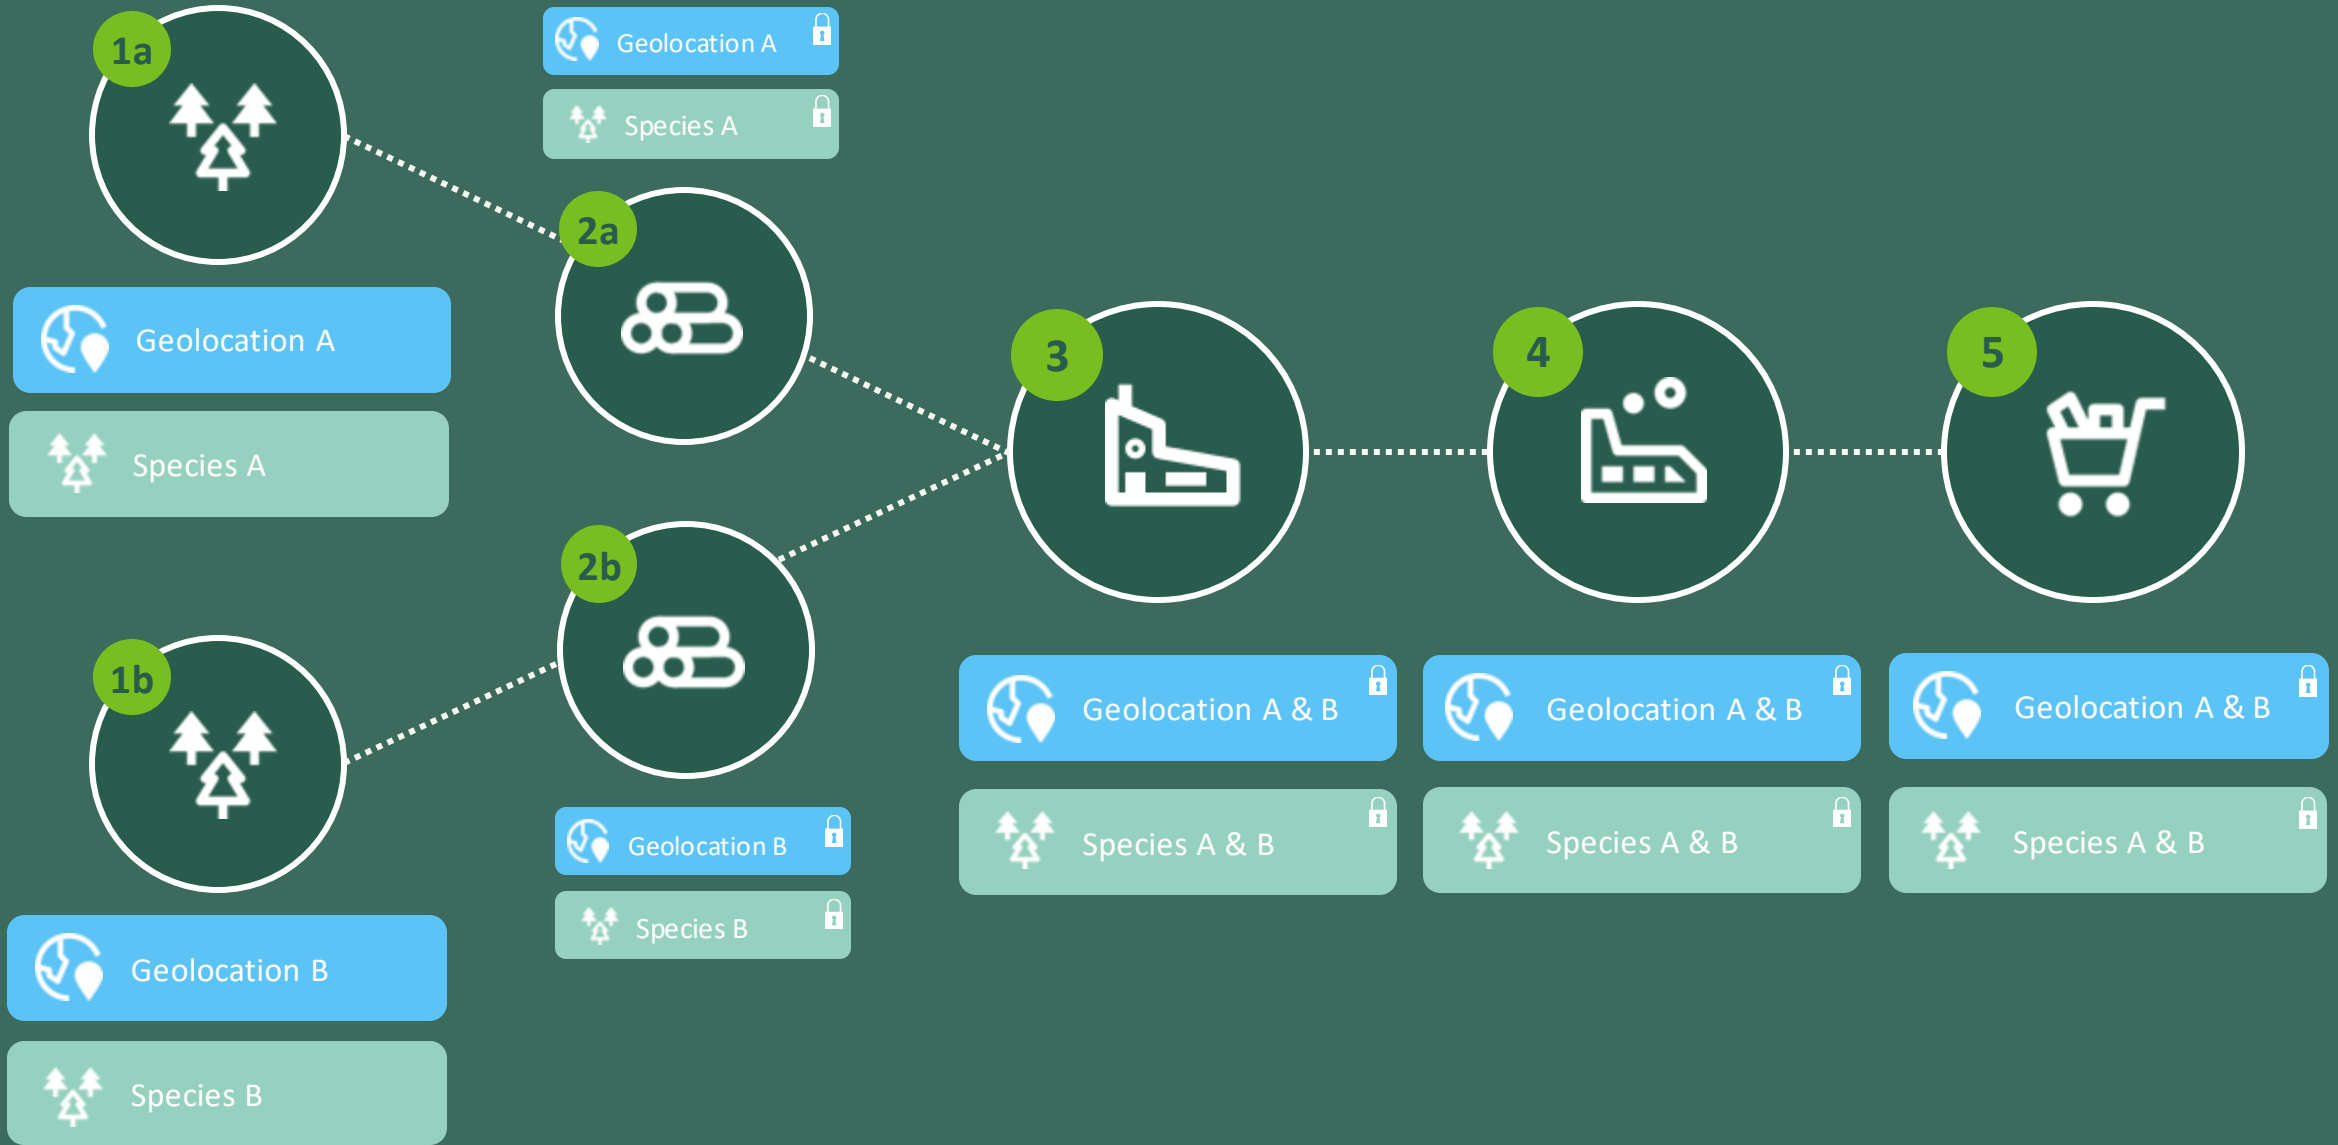 1a
Geolocation A
Species A
Geolocation A
Species A
2a
1b
Geolocation B
Species B
2b
Geolocation B
Species B
3
Geolocation A & B
Species A & B
4
Geolocation A & B
Species A & B
5
Geolocation A & B
Species A & B